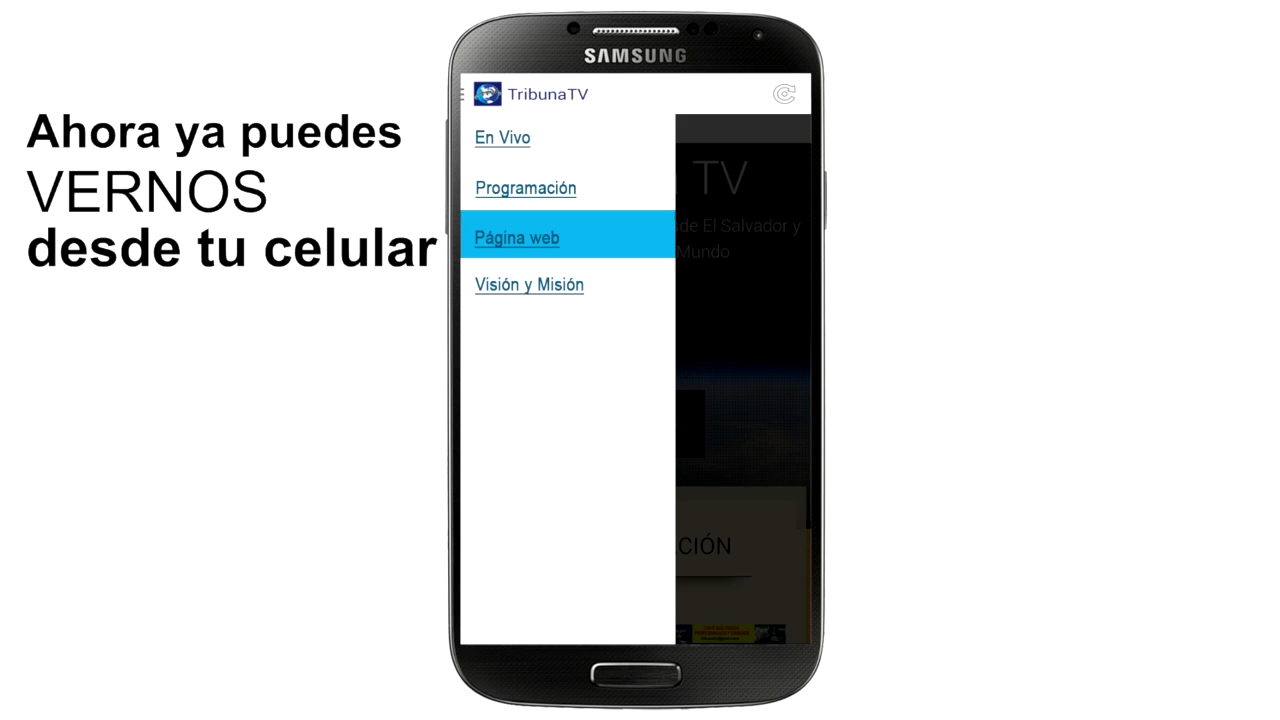 Ahora ya puedes
VERNOS
desde tu celular
SAMSUNG
TribunaTV
En Vivo
Programación
Página web
Visión y Misión
TV
sde El Salvador y
Mundo
CIÓN